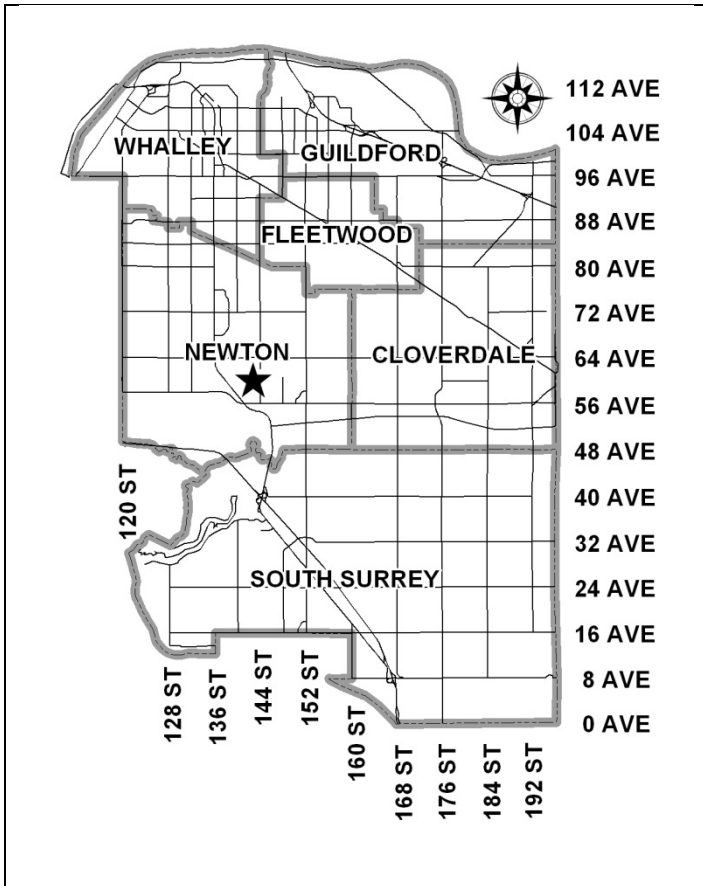 112 AVE
104 AVE
WHALLEY
GUILDFORD
96 AVE
88 AVE
FLEETWOOD
80 AVE
72 AVE
NEWTON
CLOVERDALE
64 AVE
56 AVE
48 AVE
120 ST
40 AVE
32 AVE
SOUTH SURREY
24 AVE
16 AVE
8 AVE
0 AVE
128 ST
136 ST
144 ST
152 ST
160 ST
168 ST
176 ST
184 ST
192 ST